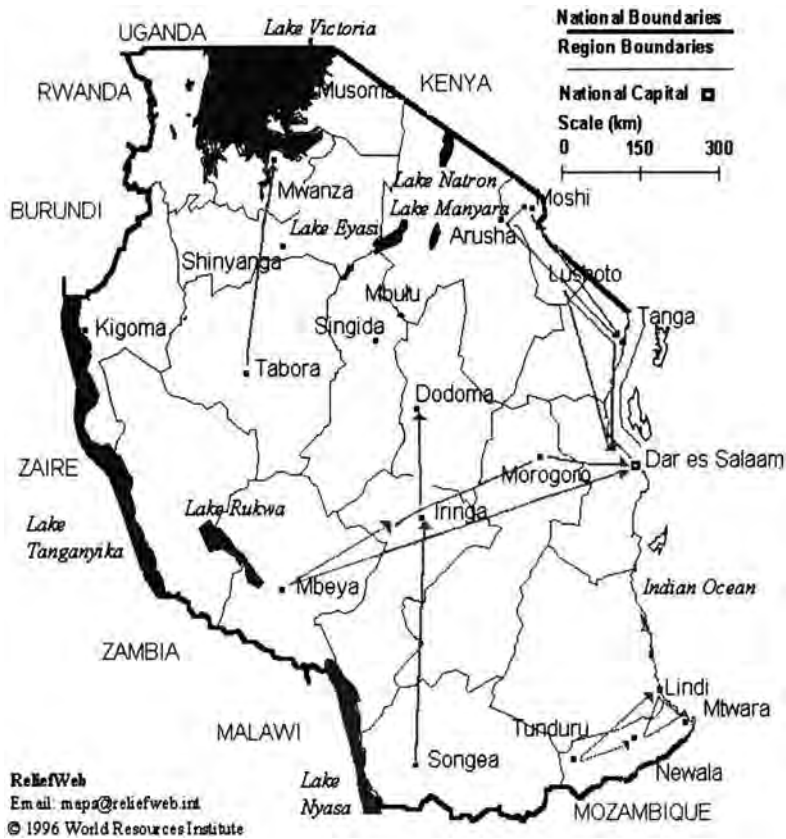 UGANDA
Lake Victoria
National Boundaries
Region Boundaries
National Capital
Scale (km)
0 150 300
RWANDA
KENYA
Musoma
BURUNDI
Mwanza
Lake Natron
Lake Manyara
Moshi
Lake Eyasi
Arusha
Shinyanga
Lushoto
Mbulu
Tanga
Kigoma
Singida
Tabora
Dodoma
ZAIRE
Morogoro
Dar es Salaam
Lake Rukwa
Iringa
Lake
Tanganyika
Mbeya
Indian Ocean
ZAMBIA
Lindi
MALAWI
Tunduru
Mtwara
Songea
Newala
ReliefWeb
Email: maps@reliefweb.int
© 1996 World Resources Institute
Lake
Nyasa
MOZAMBIQUE